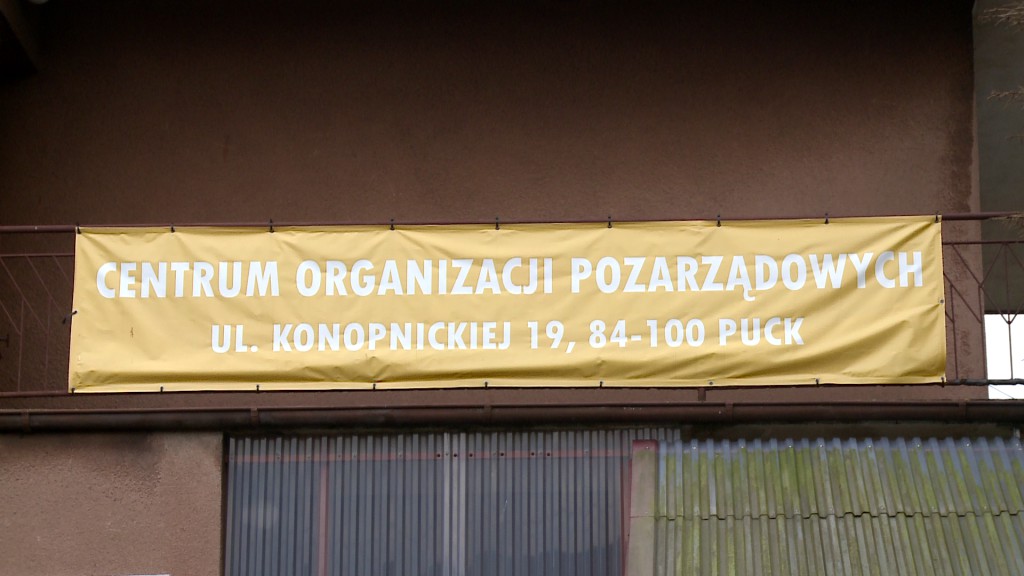 CENTRUM ORGANIZACJI POZARZĄDOWYCH
UL. KONOPNICKIEJ 19, 84-100 PUCK